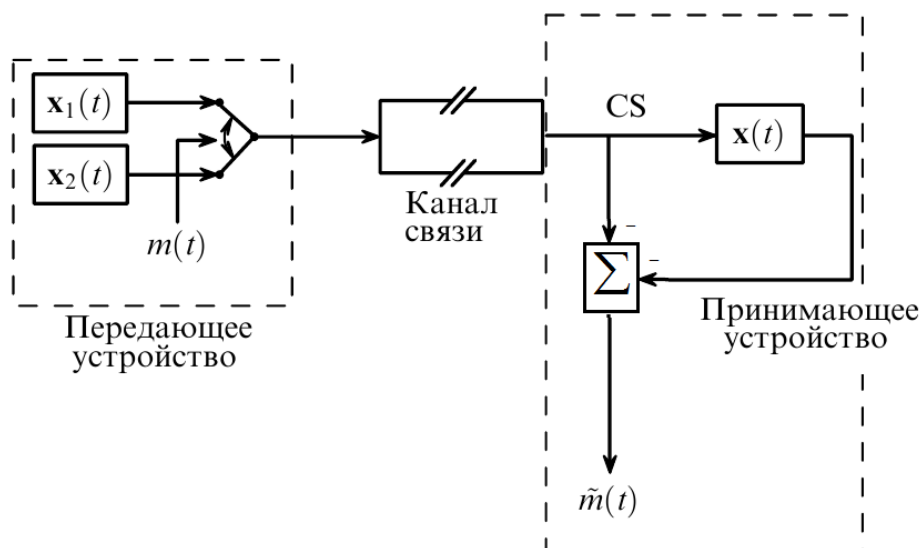 x₁(t)
x₂(t)
m(t)
Передающее
устройство
Канал
связи
CS
x(t)
–
–
Σ
Принимающее
устройство
m̃(t)